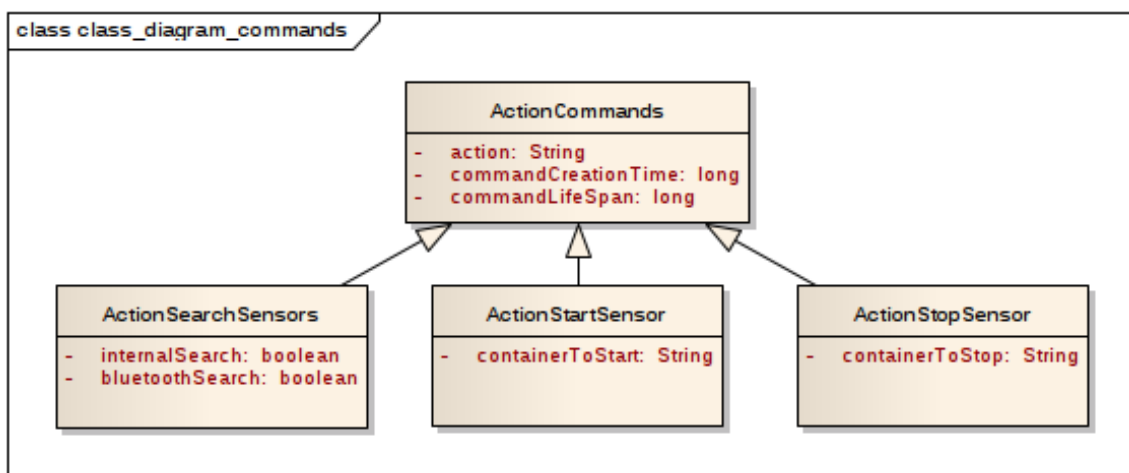 class class_diagram_commands
ActionCommands
- action: String
- commandCreationTime: long
- commandLifeSpan: long
ActionSearchSensors
- internalSearch: boolean
- bluetoothSearch: boolean
ActionStartSensor
- containerToStart: String
ActionStopSensor
- containerToStop: String